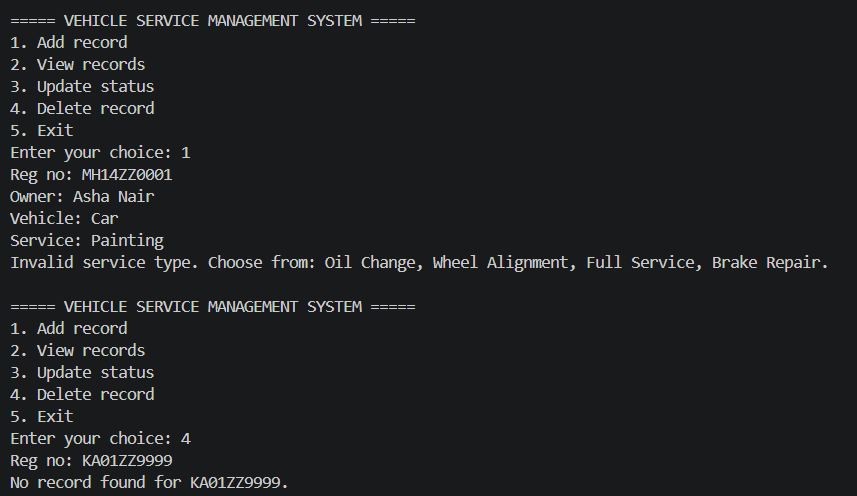 ===== VEHICLE SERVICE MANAGEMENT SYSTEM =====
1. Add record
2. View records
3. Update status
4. Delete record
5. Exit
Enter your choice: 1
Reg no: MH14ZZ0001
Owner: Asha Nair
Vehicle: Car
Service: Painting
Invalid service type. Choose from: Oil Change, Wheel Alignment, Full Service, Brake Repair.
===== VEHICLE SERVICE MANAGEMENT SYSTEM =====
1. Add record
2. View records
3. Update status
4. Delete record
5. Exit
Enter your choice: 4
Reg no: KA01ZZ9999
No record found for KA01ZZ9999.